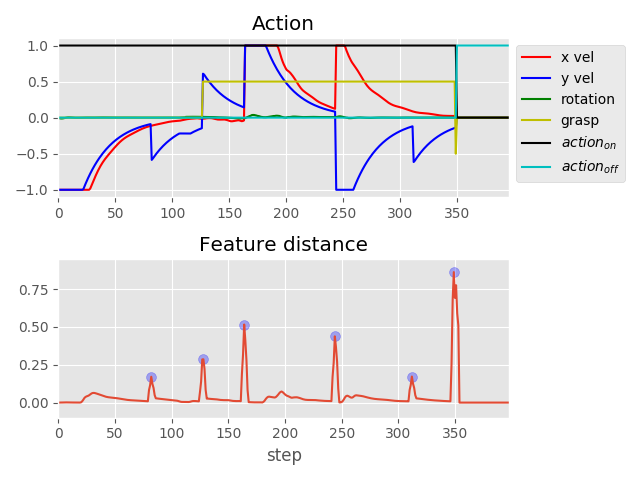 Action
1.0
0.5
0.0
−0.5
−1.0
0 50 100 150 200 250 300 350
x vel
y vel
rotation
grasp
action_on
action_off
Feature distance
0.75
0.50
0.25
0.00
0 50 100 150 200 250 300 350
step